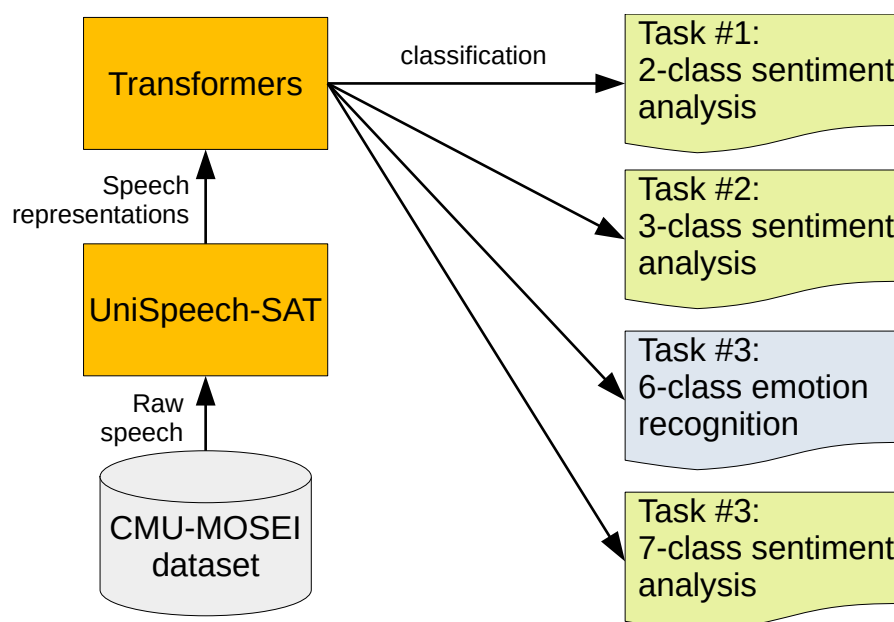 Transformers
classification
Task #1:
2-class sentiment
analysis
Speech
representations
Task #2:
3-class sentiment
analysis
UniSpeech-SAT
Task #3:
6-class emotion
recognition
Raw
speech
CMU-MOSEI
dataset
Task #3:
7-class sentiment
analysis